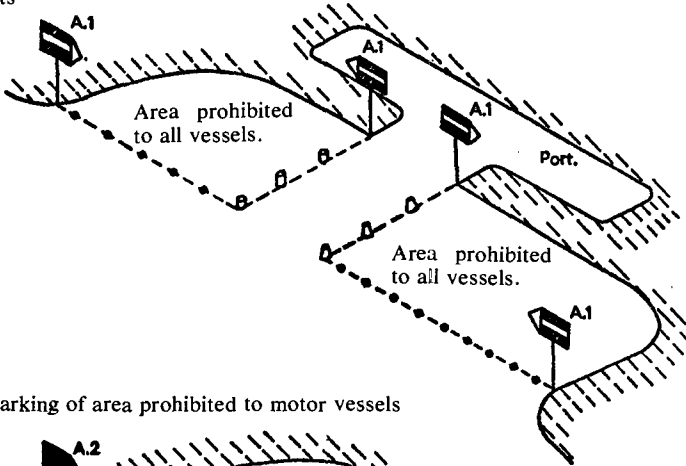 A.1
A.1
Area prohibited
to all vessels.
A.1
Port.
Area prohibited
to all vessels.
A.1
arking of area prohibited to motor vessels
A.2